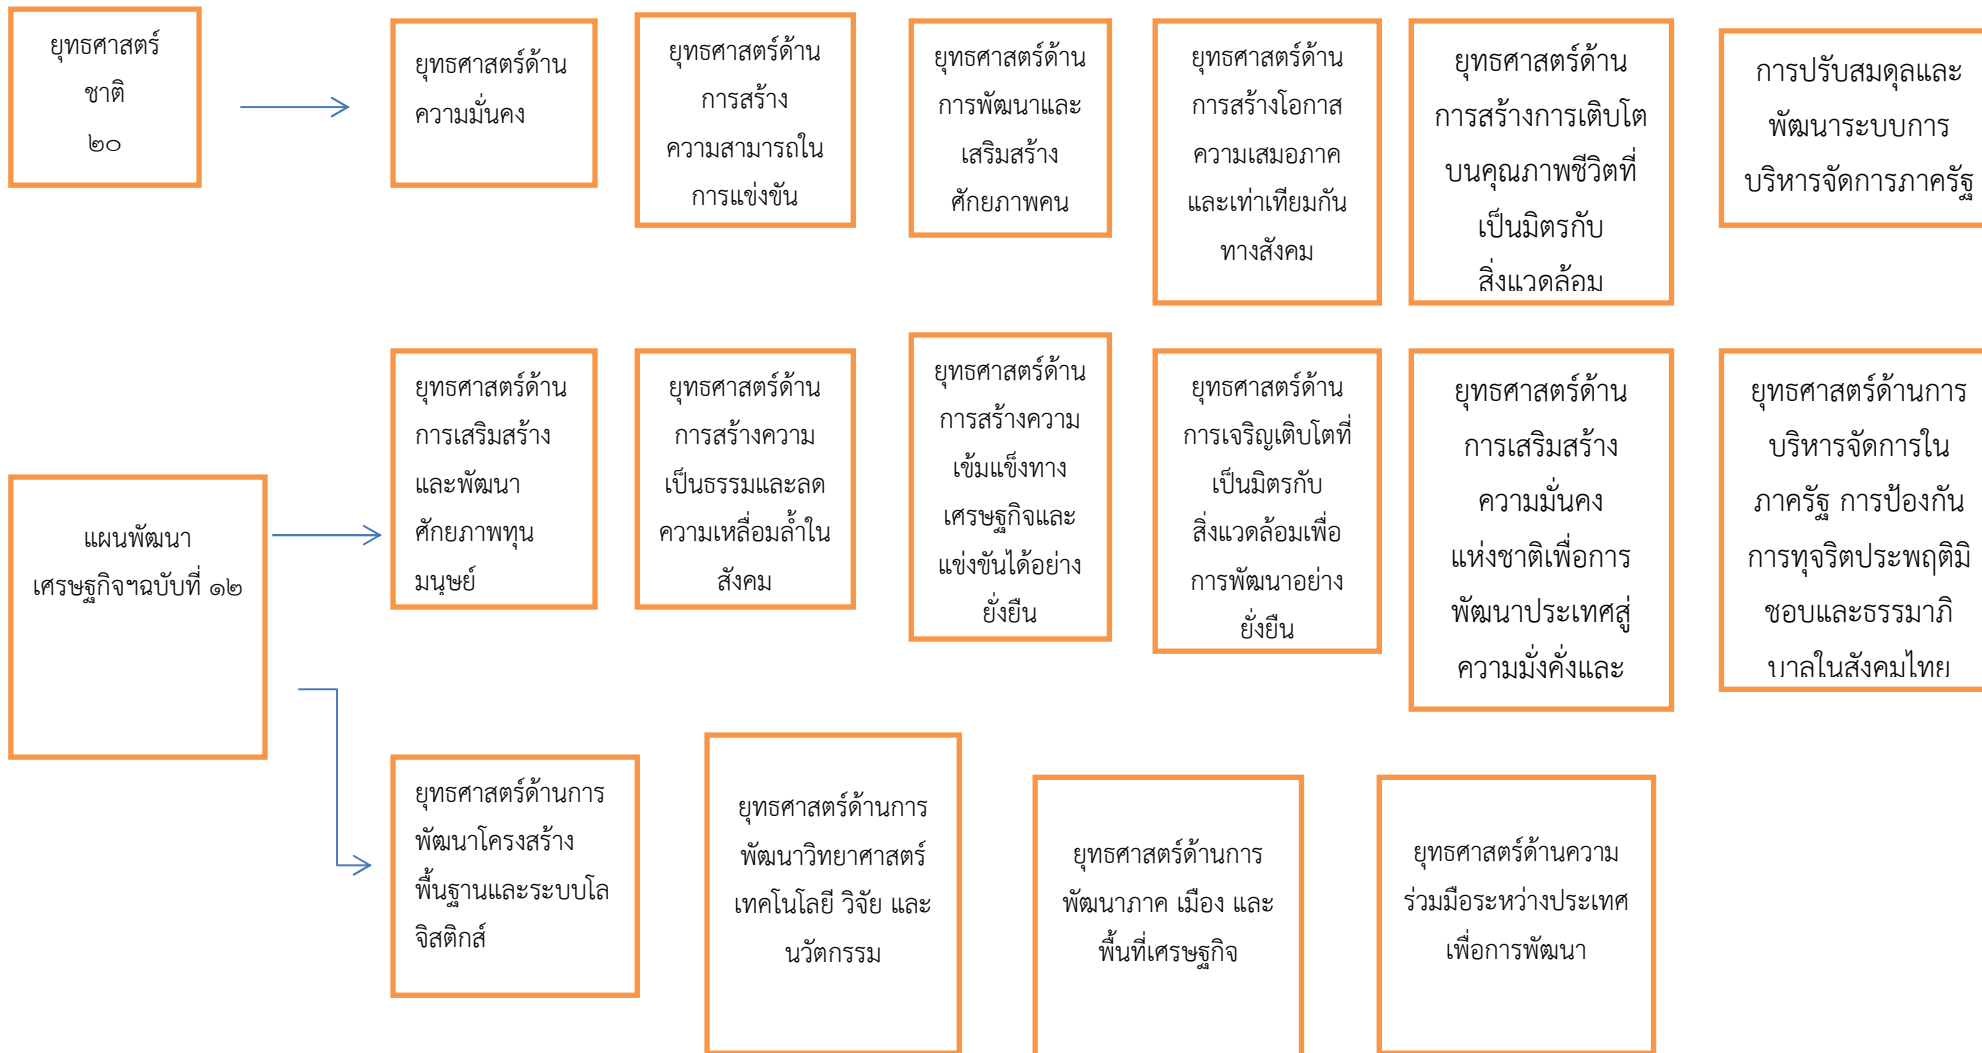 ยุทธศาสตร์
ชาติ
๒๐
ยุทธศาสตร์ด้าน
ความมั่นคง
ยุทธศาสตร์ด้าน
การสร้าง
ความสามารถใน
การแข่งขัน
ยุทธศาสตร์ด้าน
การพัฒนาและ
เสริมสร้าง
ศักยภาพคน
ยุทธศาสตร์ด้าน
การสร้างโอกาส
ความเสมอภาค
และเท่าเทียมกัน
ทางสังคม
ยุทธศาสตร์ด้าน
การสร้างการเติบโต
บนคุณภาพชีวิตที่
เป็นมิตรกับ
สิ่งแวดล้อม
การปรับสมดุลและ
พัฒนาระบบการ
บริหารจัดการภาครัฐ
แผนพัฒนา
เศรษฐกิจฯฉบับที่ ๑๒
ยุทธศาสตร์ด้าน
การเสริมสร้าง
และพัฒนา
ศักยภาพทุน
มนุษย์
ยุทธศาสตร์ด้าน
การสร้างความ
เป็นธรรมและลด
ความเหลื่อมล้ำใน
สังคม
ยุทธศาสตร์ด้าน
การสร้างความ
เข้มแข็งทาง
เศรษฐกิจและ
แข่งขันได้อย่าง
ยั่งยืน
ยุทธศาสตร์ด้าน
การเจริญเติบโตที่
เป็นมิตรกับ
สิ่งแวดล้อมเพื่อ
การพัฒนาอย่าง
ยั่งยืน
ยุทธศาสตร์ด้าน
การเสริมสร้าง
ความมั่นคง
แห่งชาติเพื่อการ
พัฒนาประเทศสู่
ความมั่งคั่งและ
ยุทธศาสตร์ด้านการ
บริหารจัดการใน
ภาครัฐ การป้องกัน
การทุจริตประพฤติมิ
ชอบและธรรมาภิ
บาลในสังคมไทย
ยุทธศาสตร์ด้านการ
พัฒนาโครงสร้าง
พื้นฐานและระบบโล
จิสติกส์
ยุทธศาสตร์ด้านการ
พัฒนาวิทยาศาสตร์
เทคโนโลยี วิจัย และ
นวัตกรรม
ยุทธศาสตร์ด้านการ
พัฒนาภาค เมือง และ
พื้นที่เศรษฐกิจ
ยุทธศาสตร์ด้านความ
ร่วมมือระหว่างประเทศ
เพื่อการพัฒนา